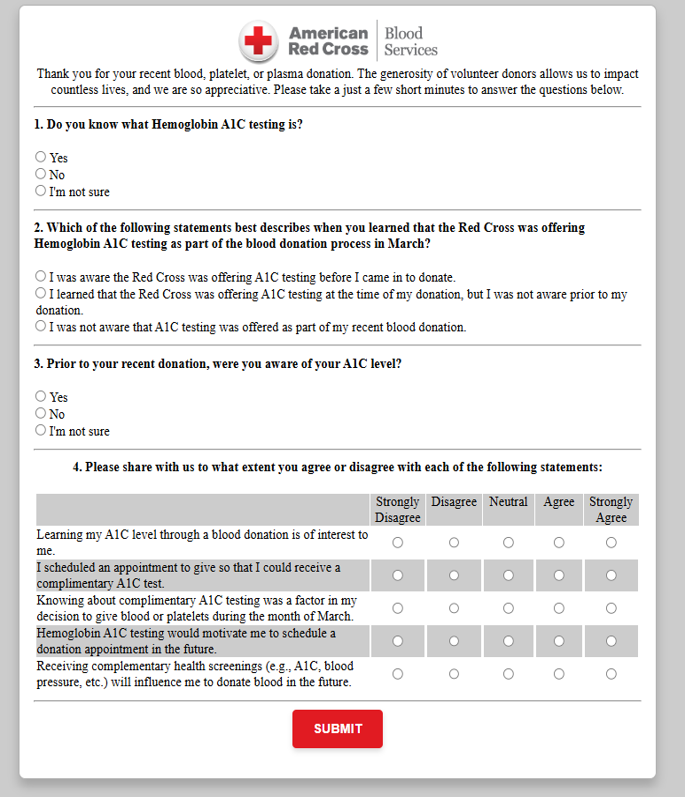 American Red Cross
Blood Services
Thank you for your recent blood, platelet, or plasma donation. The generosity of volunteer donors allows us to impact
countless lives, and we are so appreciative. Please take a just a few short minutes to answer the questions below.
1. Do you know what Hemoglobin A1C testing is?
Yes
No
I'm not sure
2. Which of the following statements best describes when you learned that the Red Cross was offering
Hemoglobin A1C testing as part of the blood donation process in March?
I was aware the Red Cross was offering A1C testing before I came in to donate.
I learned that the Red Cross was offering A1C testing at the time of my donation, but I was not aware prior to my
donation.
I was not aware that A1C testing was offered as part of my recent blood donation.
3. Prior to your recent donation, were you aware of your A1C level?
Yes
No
I'm not sure
4. Please share with us to what extent you agree or disagree with each of the following statements:
Strongly Disagree Disagree Neutral Agree Strongly Agree
Learning my A1C level through a blood donation is of interest to
me.
I scheduled an appointment to give so that I could receive a
complimentary A1C test.
Knowing about complimentary A1C testing was a factor in my
decision to give blood or platelets during the month of March.
Hemoglobin A1C testing would motivate me to schedule a
donation appointment in the future.
Receiving complementary health screenings (e.g., A1C, blood
pressure, etc.) will influence me to donate blood in the future.
SUBMIT